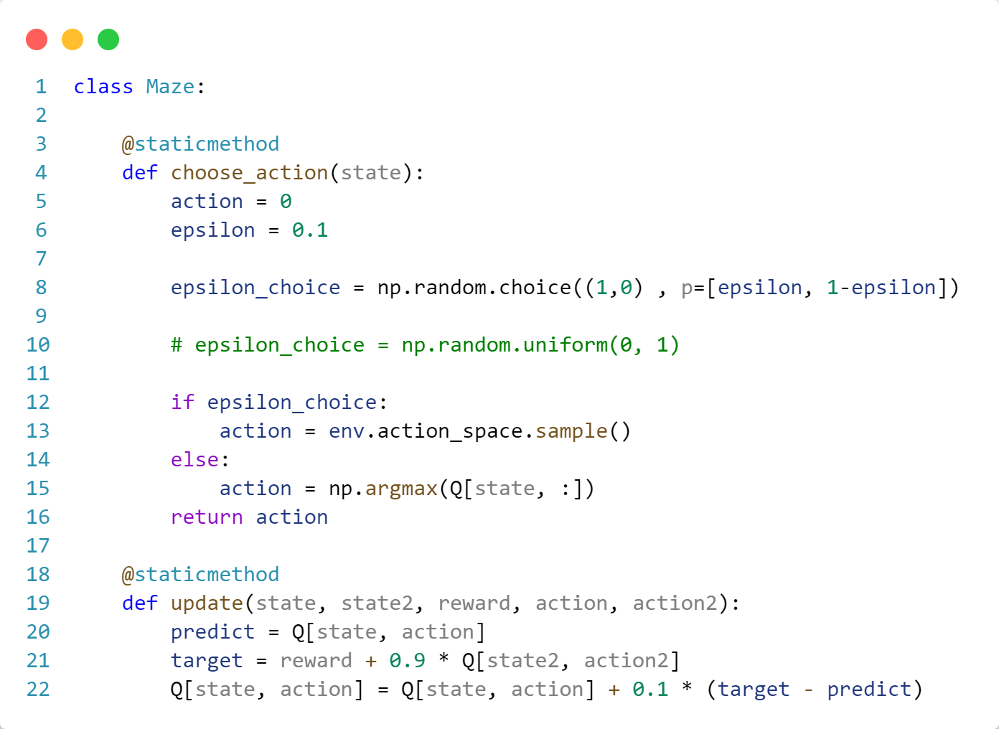 1 class Maze:
2
3 @staticmethod
4 def choose_action(state):
5 action = 0
6 epsilon = 0.1
7
8 epsilon_choice = np.random.choice((1,0) , p=[epsilon, 1-epsilon])
9
10 # epsilon_choice = np.random.uniform(0, 1)
11
12 if epsilon_choice:
13 action = env.action_space.sample()
14 else:
15 action = np.argmax(Q[state, :])
16 return action
17
18 @staticmethod
19 def update(state, state2, reward, action, action2):
20 predict = Q[state, action]
21 target = reward + 0.9 * Q[state2, action2]
22 Q[state, action] = Q[state, action] + 0.1 * (target - predict)